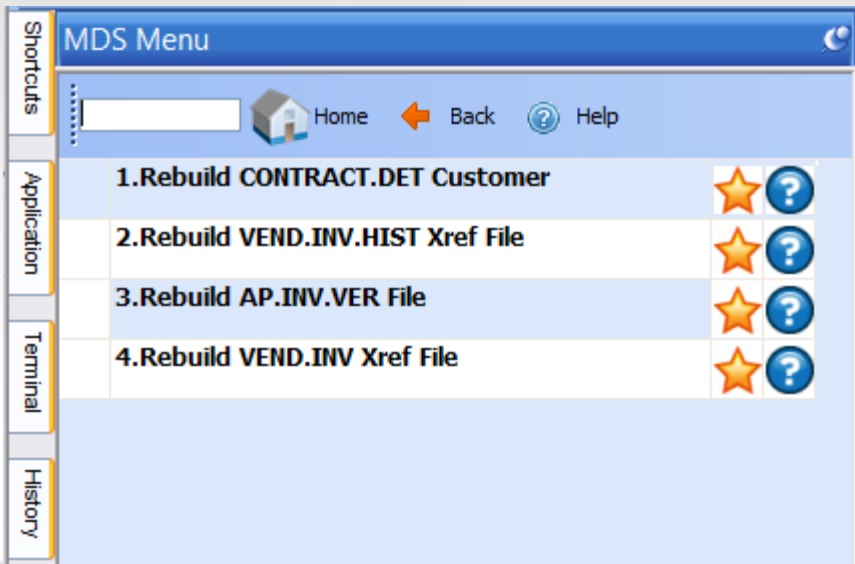 MDS Menu
Home Back Help
1.Rebuild CONTRACT.DET Customer
2.Rebuild VEND.INV.HIST Xref File
3.Rebuild AP.INV.VER File
4.Rebuild VEND.INV Xref File
Shortcuts
Application
Terminal
History